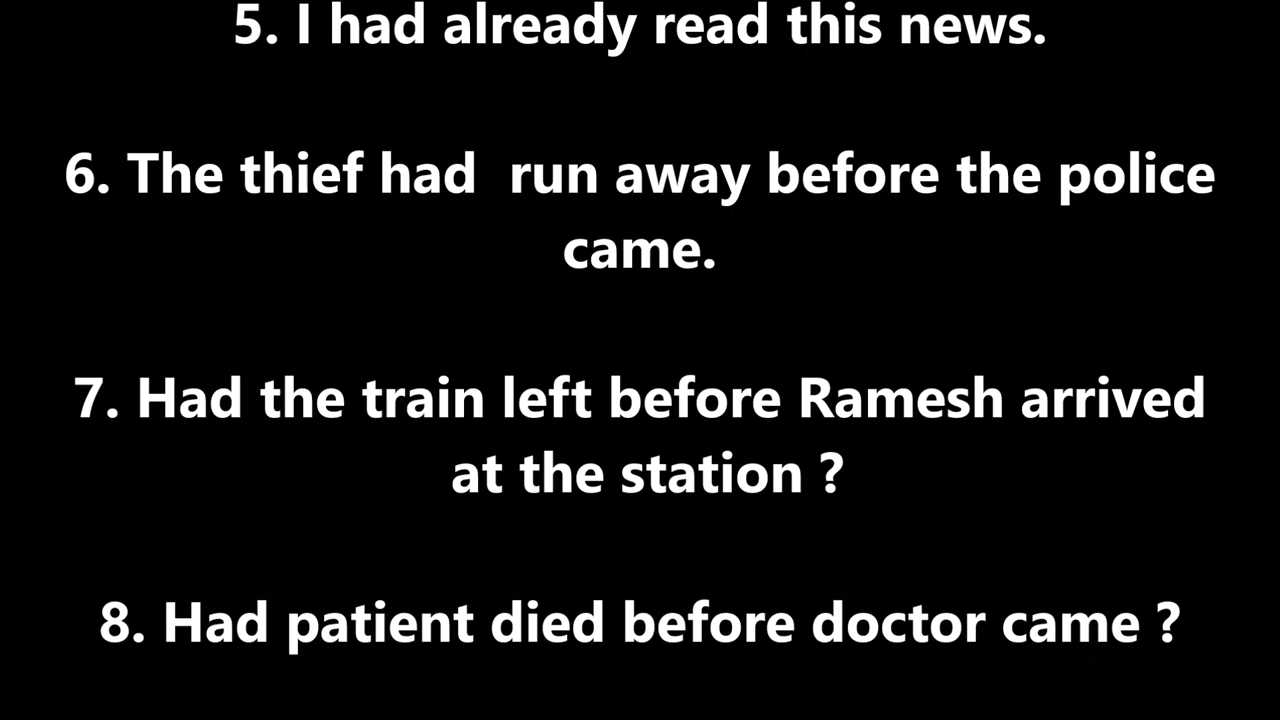 5. I had already read this news.
6. The thief had  run away before the police
came.
7. Had the train left before Ramesh arrived
at the station ?
8. Had patient died before doctor came ?